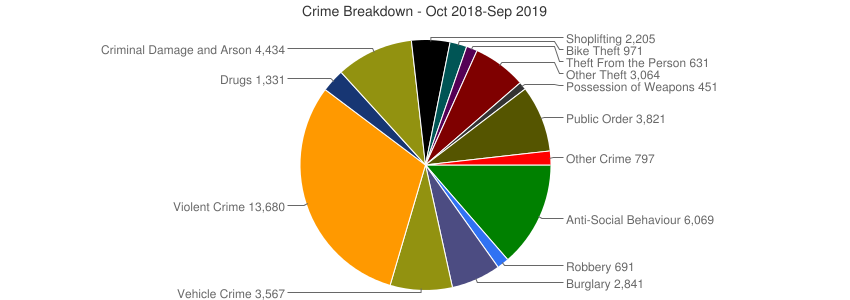 Crime Breakdown - Oct 2018-Sep 2019
Shoplifting 2,205
Bike Theft 971
Theft From the Person 631
Other Theft 3,064
Possession of Weapons 451
Public Order 3,821
Other Crime 797
Anti-Social Behaviour 6,069
Robbery 691
Burglary 2,841
Vehicle Crime 3,567
Violent Crime 13,680
Drugs 1,331
Criminal Damage and Arson 4,434